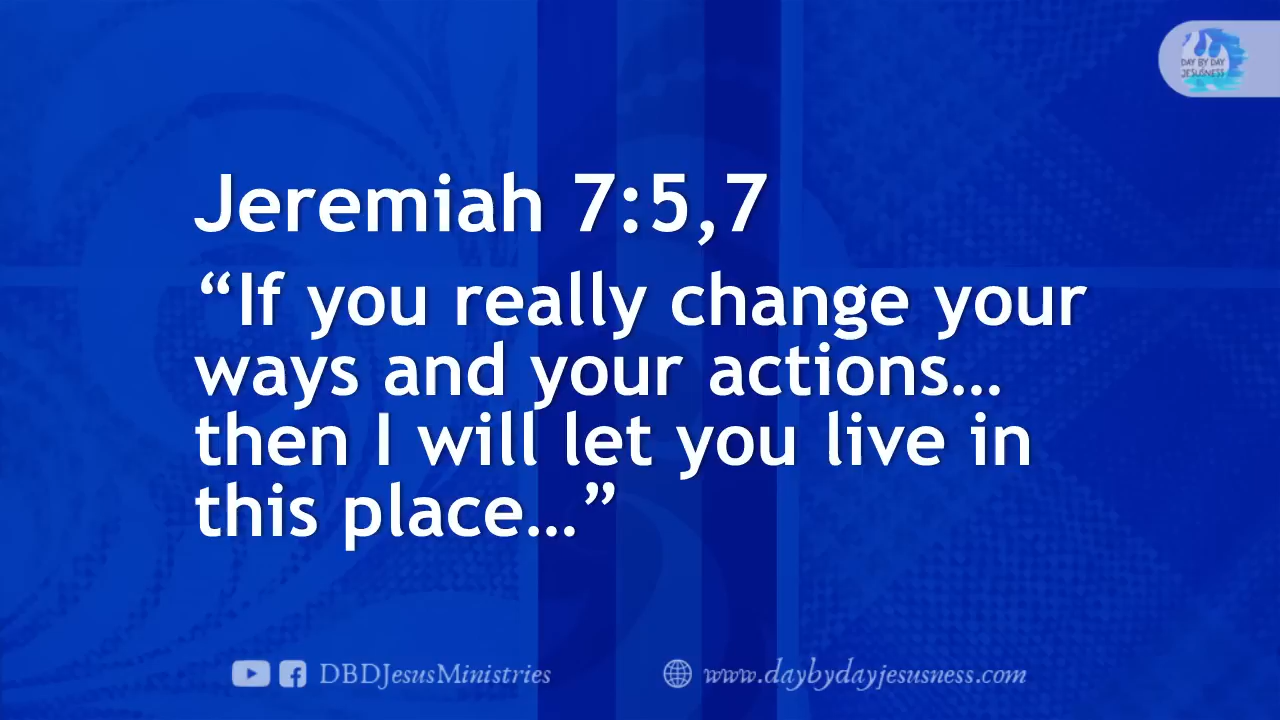 DAY BY DAY
JESUSNESS
Jeremiah 7:5,7
“If you really change your
ways and your actions…
then I will let you live in
this place…”
DBDJesusMinistries
www.daybydayjesusness.com